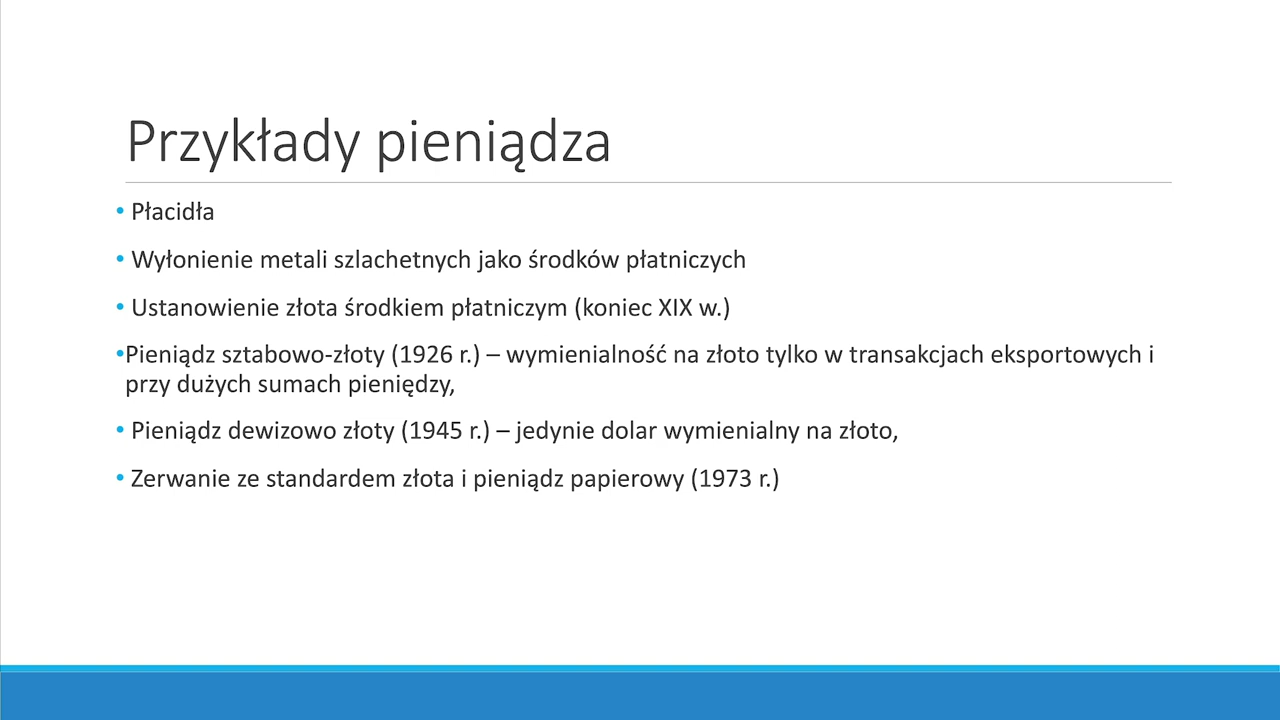 Przykłady pieniądza
• Płacidła
• Wyłonienie metali szlachetnych jako środków płatniczych
• Ustanowienie złota środkiem płatniczym (koniec XIX w.)
•Pieniądz sztabowo-złoty (1926 r.) – wymienialność na złoto tylko w transakcjach eksportowych i
przy dużych sumach pieniędzy,
• Pieniądz dewizowo złoty (1945 r.) – jedynie dolar wymienialny na złoto,
• Zerwanie ze standardem złota i pieniądz papierowy (1973 r.)